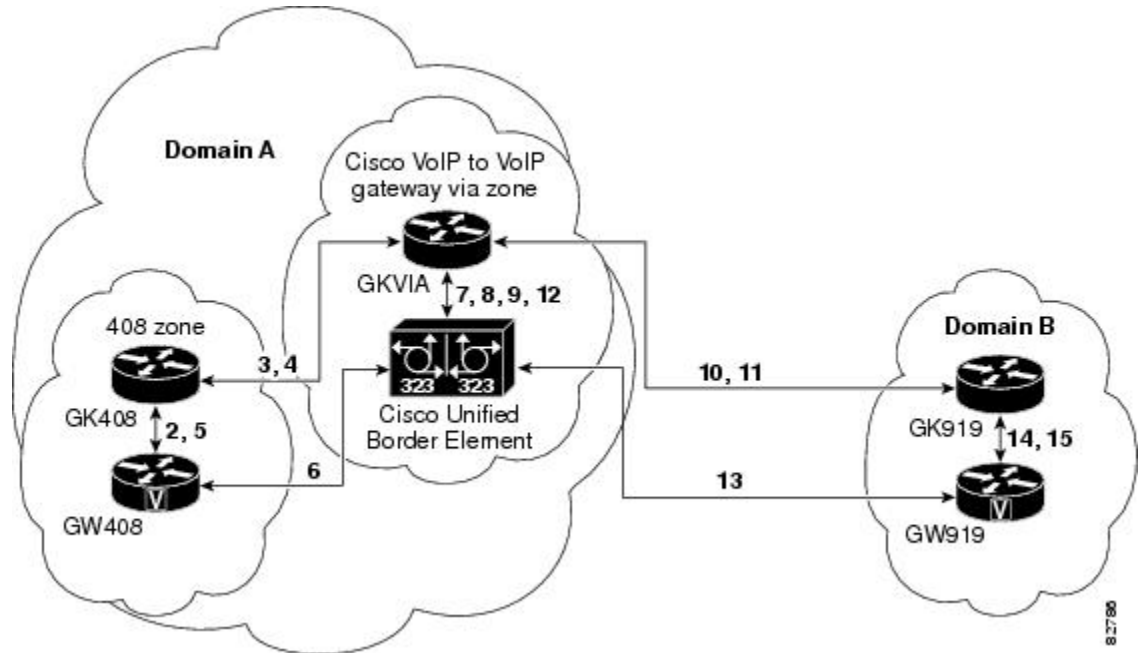 Domain A
Cisco VoIP to VoIP
gateway via zone
GKVIA
7, 8, 9, 12
408 zone
3, 4
GK408
2, 5
323 323
Cisco Unified
Border Element
6
GW408
V
10, 11
13
Domain B
GK919
14, 15
V
GW919
82786